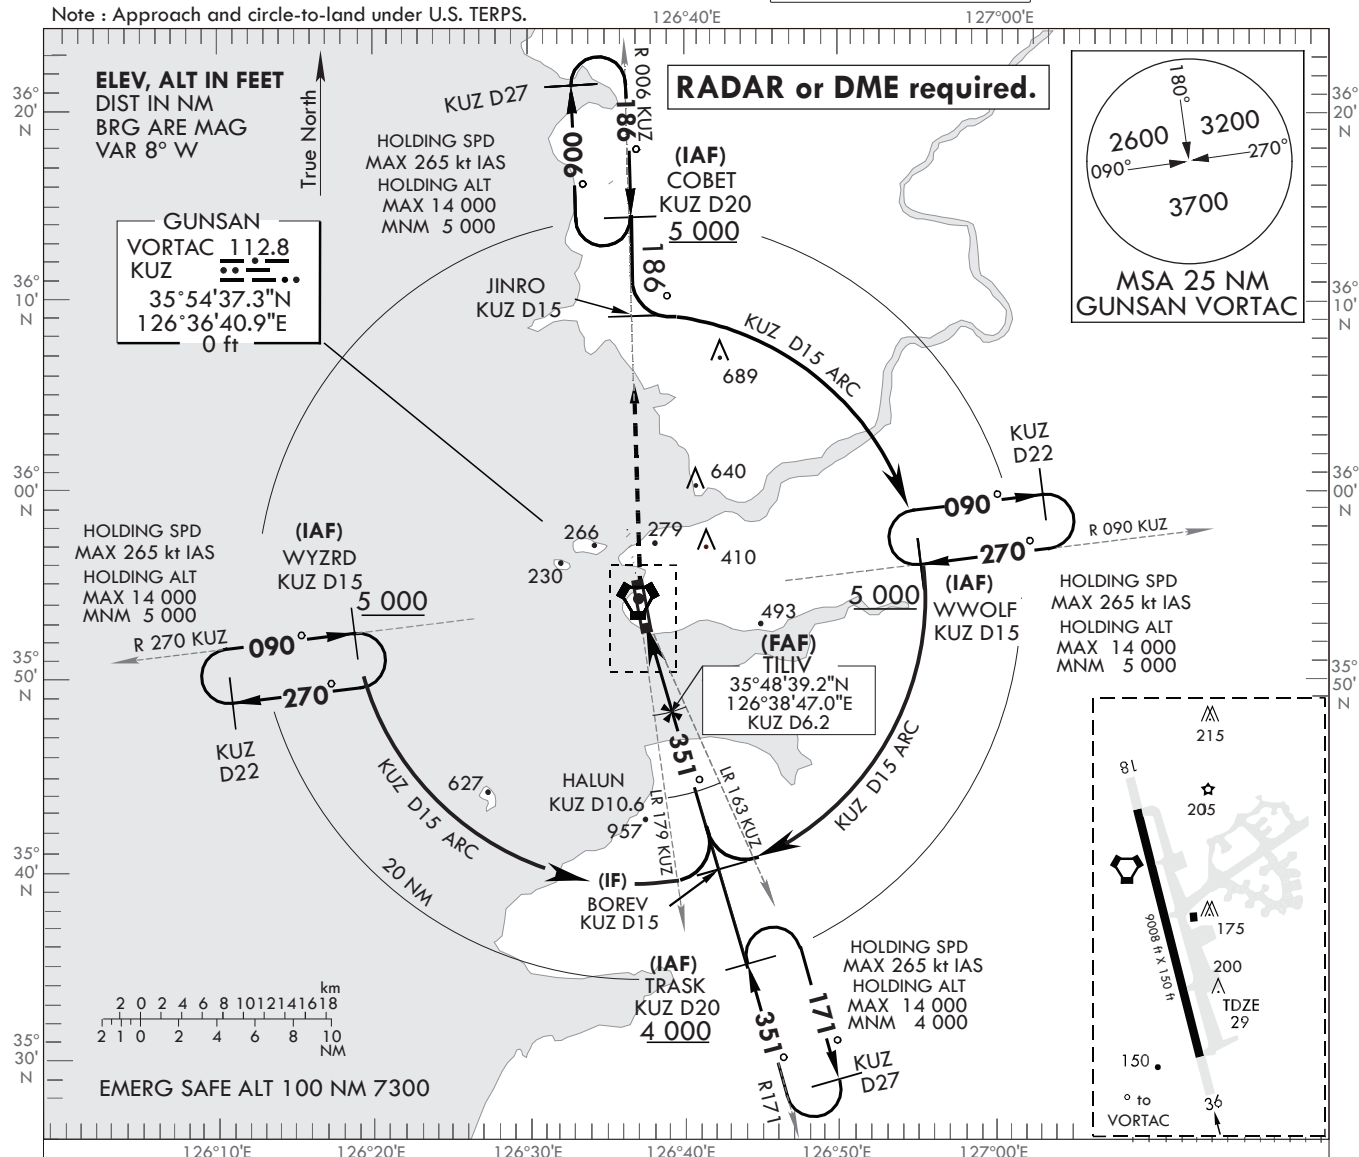 Note : Approach and circle-to-land under U.S. TERPS.
126°40'E
127°00'E
ELEV, ALT IN FEET
DIST IN NM
BRG ARE MAG
VAR 8° W
True North
KUZ D27
R 006 KUZ
186°
006°
RADAR or DME required.
HOLDING SPD
MAX 265 kt IAS
HOLDING ALT
MAX 14 000
MNM 5 000
(IAF)
COBET
KUZ D20
5 000
186°
180°
2600
3200
090°
270°
3700
MSA 25 NM
GUNSAN VORTAC
36°
20'
N
36°
20'
N
GUNSAN
VORTAC 112.8
KUZ
35°54'37.3"N
126°36'40.9"E
0 ft
JINRO
KUZ D15
36°
10'
N
36°
10'
N
KUZ D15 ARC
689
KUZ
D22
640
36°
00'
N
36°
00'
N
090°
270°
R 090 KUZ
HOLDING SPD
MAX 265 kt IAS
HOLDING ALT
MAX 14 000
MNM 5 000
(IAF)
WYZRD
KUZ D15
5 000
266
279
230
410
493
5 000
(IAF)
WWOLF
KUZ D15
HOLDING SPD
MAX 265 kt IAS
HOLDING ALT
MAX 14 000
MNM 5 000
R 270 KUZ
090°
270°
KUZ
D22
35°
50'
N
35°
50'
N
(FAF)
TILIV
35°48'39.2"N
126°38'47.0"E
KUZ D6.2
351°
KUZ D15 ARC
627
HALUN
KUZ D10.6
957
LR 179 KUZ
LR 163 KUZ
KUZ D15 ARC
20 NM
35°
40'
N
(IF)
BOREV
KUZ D15
(IAF)
TRASK
KUZ D20
4 000
HOLDING SPD
MAX 265 kt IAS
HOLDING ALT
MAX 14 000
MNM 4 000
351°
171°
R171
KUZ
D27
35°
30'
N
km
2 0 2 4 6 8 10 12 14 16 18
2 1 0 2 4 6 8 10
NM
EMERG SAFE ALT 100 NM 7300
215
18
205
9008 ft X 150 ft
175
200
TDZE
29
150
° to
VORTAC
36
126°10'E
126°20'E
126°30'E
126°40'E
126°50'E
127°00'E